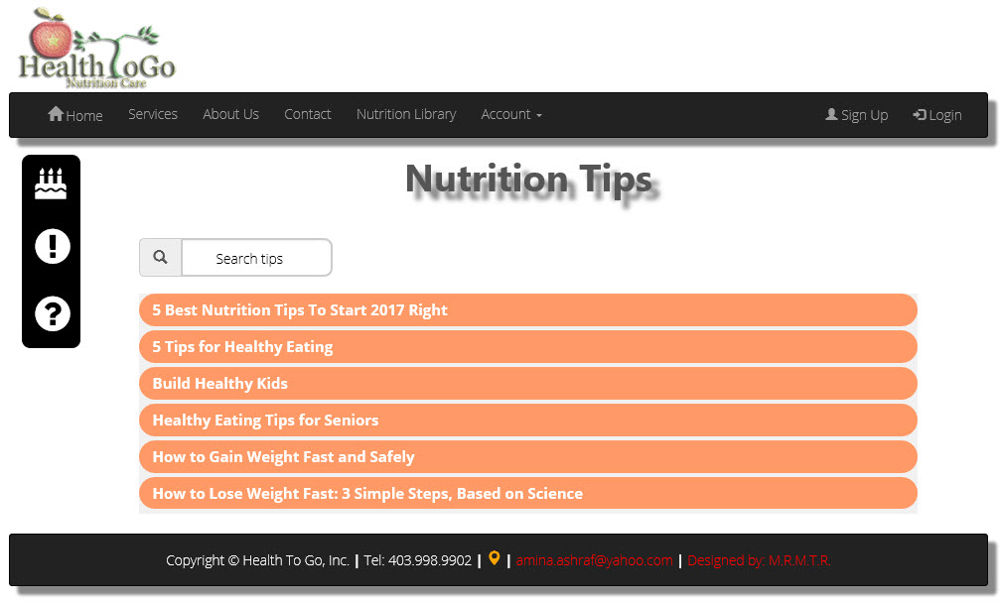 HealthToGo
Nutrition Care
Home Services About Us Contact Nutrition Library Account Sign Up Login
Nutrition Tips
Search tips
5 Best Nutrition Tips To Start 2017 Right
5 Tips for Healthy Eating
Build Healthy Kids
Healthy Eating Tips for Seniors
How to Gain Weight Fast and Safely
How to Lose Weight Fast: 3 Simple Steps, Based on Science
Copyright © Health To Go, Inc. | Tel: 403.998.9902 | | amina.ashraf@yahoo.com | Designed by: M.R.M.T.R.